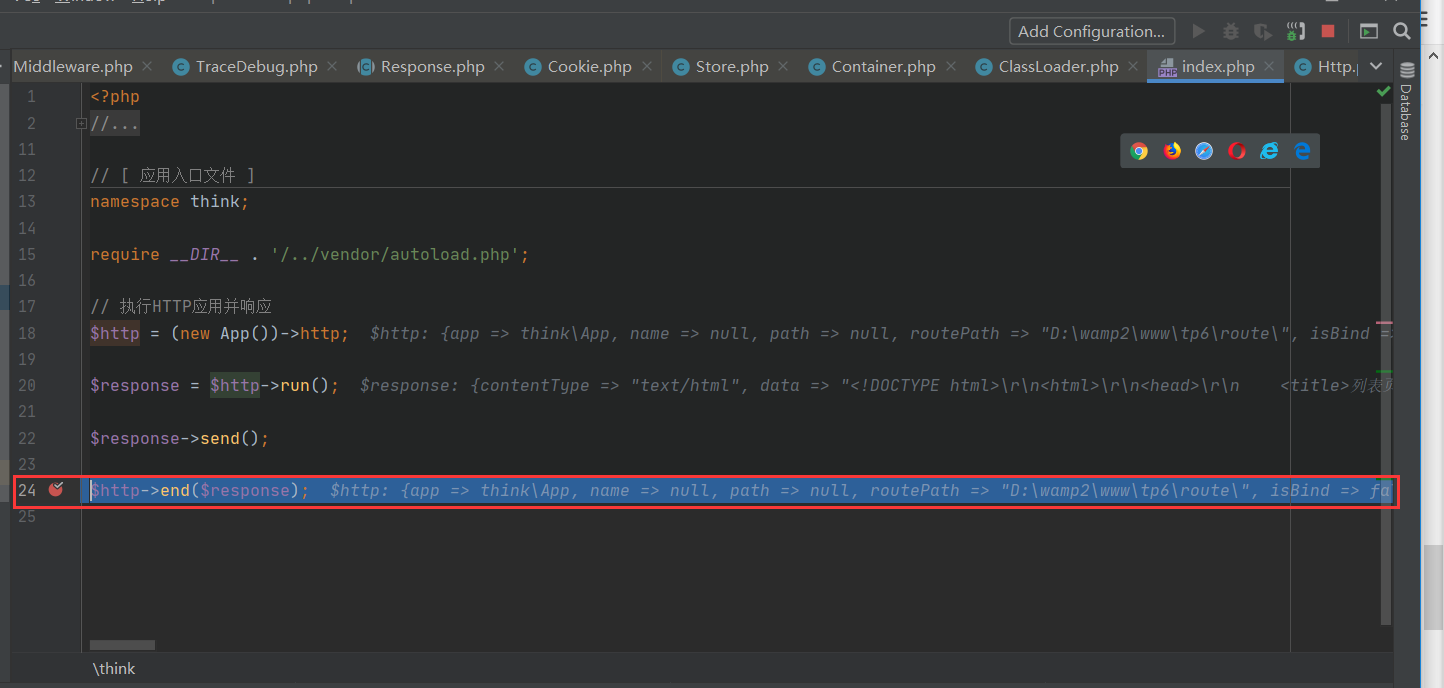 Window Help
Add Configuration...
Middleware.php TraceDebug.php Response.php Cookie.php Store.php Container.php ClassLoader.php index.php Http.p
Database
1 <?php
2 //...
11
12 // [ 应用入口文件 ]
13 namespace think;
14
15 require __DIR__ . '/../vendor/autoload.php';
16
17 // 执行HTTP应用并响应
18 $http = (new App())->http; $http: {app => think\App, name => null, path => null, routePath => "D:\wamp2\www\tp6\route\", isBind =>
19
20 $response = $http->run(); $response: {contentType => "text/html", data => "<!DOCTYPE html>\r\n<html>\r\n<head>\r\n <title>列表页
21
22 $response->send();
23
24 $http->end($response); $http: {app => think\App, name => null, path => null, routePath => "D:\wamp2\www\tp6\route\", isBind => fa
25
\think